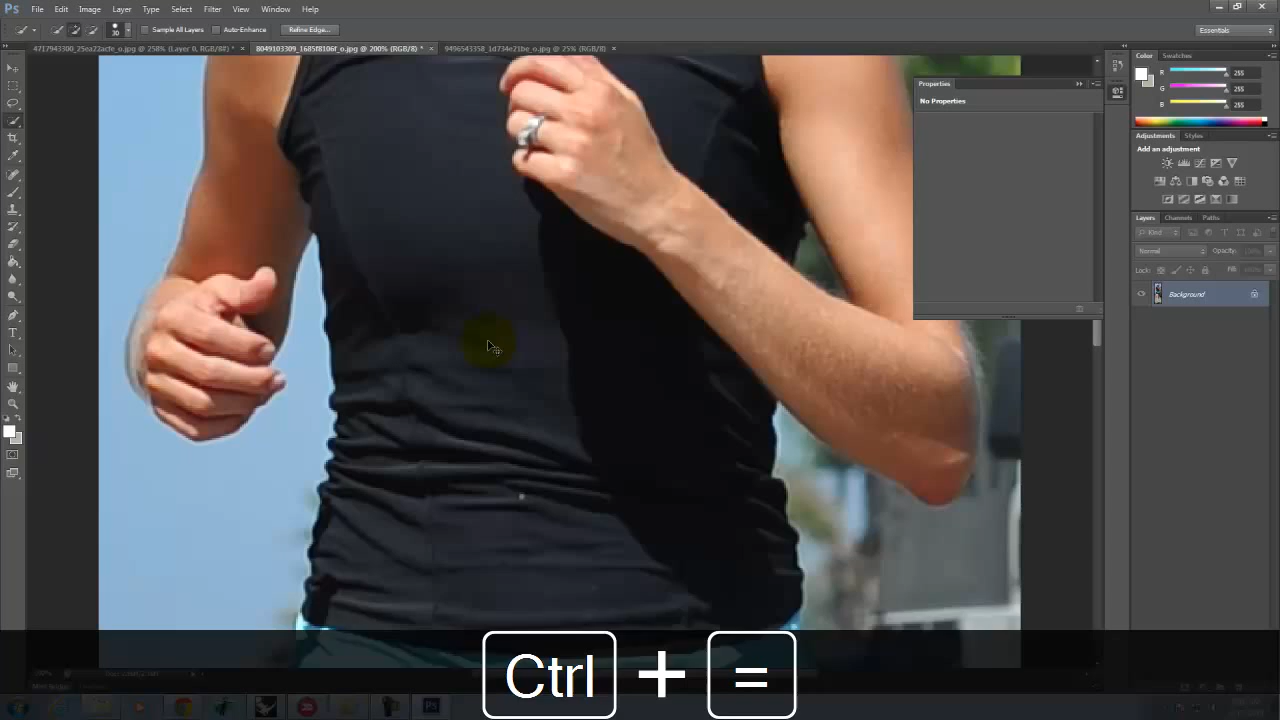 Ps File Edit Image Layer Type Select Filter View Window Help
30 Sample All Layers Auto-Enhance Refine Edge... Essentials
4717943300_25ea22acfe_o.jpg @ 258% (Layer 0, RGB/8#) * × 8049103309_1685f8106f_o.jpg @ 200% (RGB/8) * × 9496543358_1d734e21be_o.jpg @ 25% (RGB/8) ×
Color Swatches
R 255
G 255
B 255
Properties
No Properties
Adjustments Styles
Add an adjustment
Layers Channels Paths
Kind
Normal Opacity:
Lock: Fill:
Background
Ctrl + =